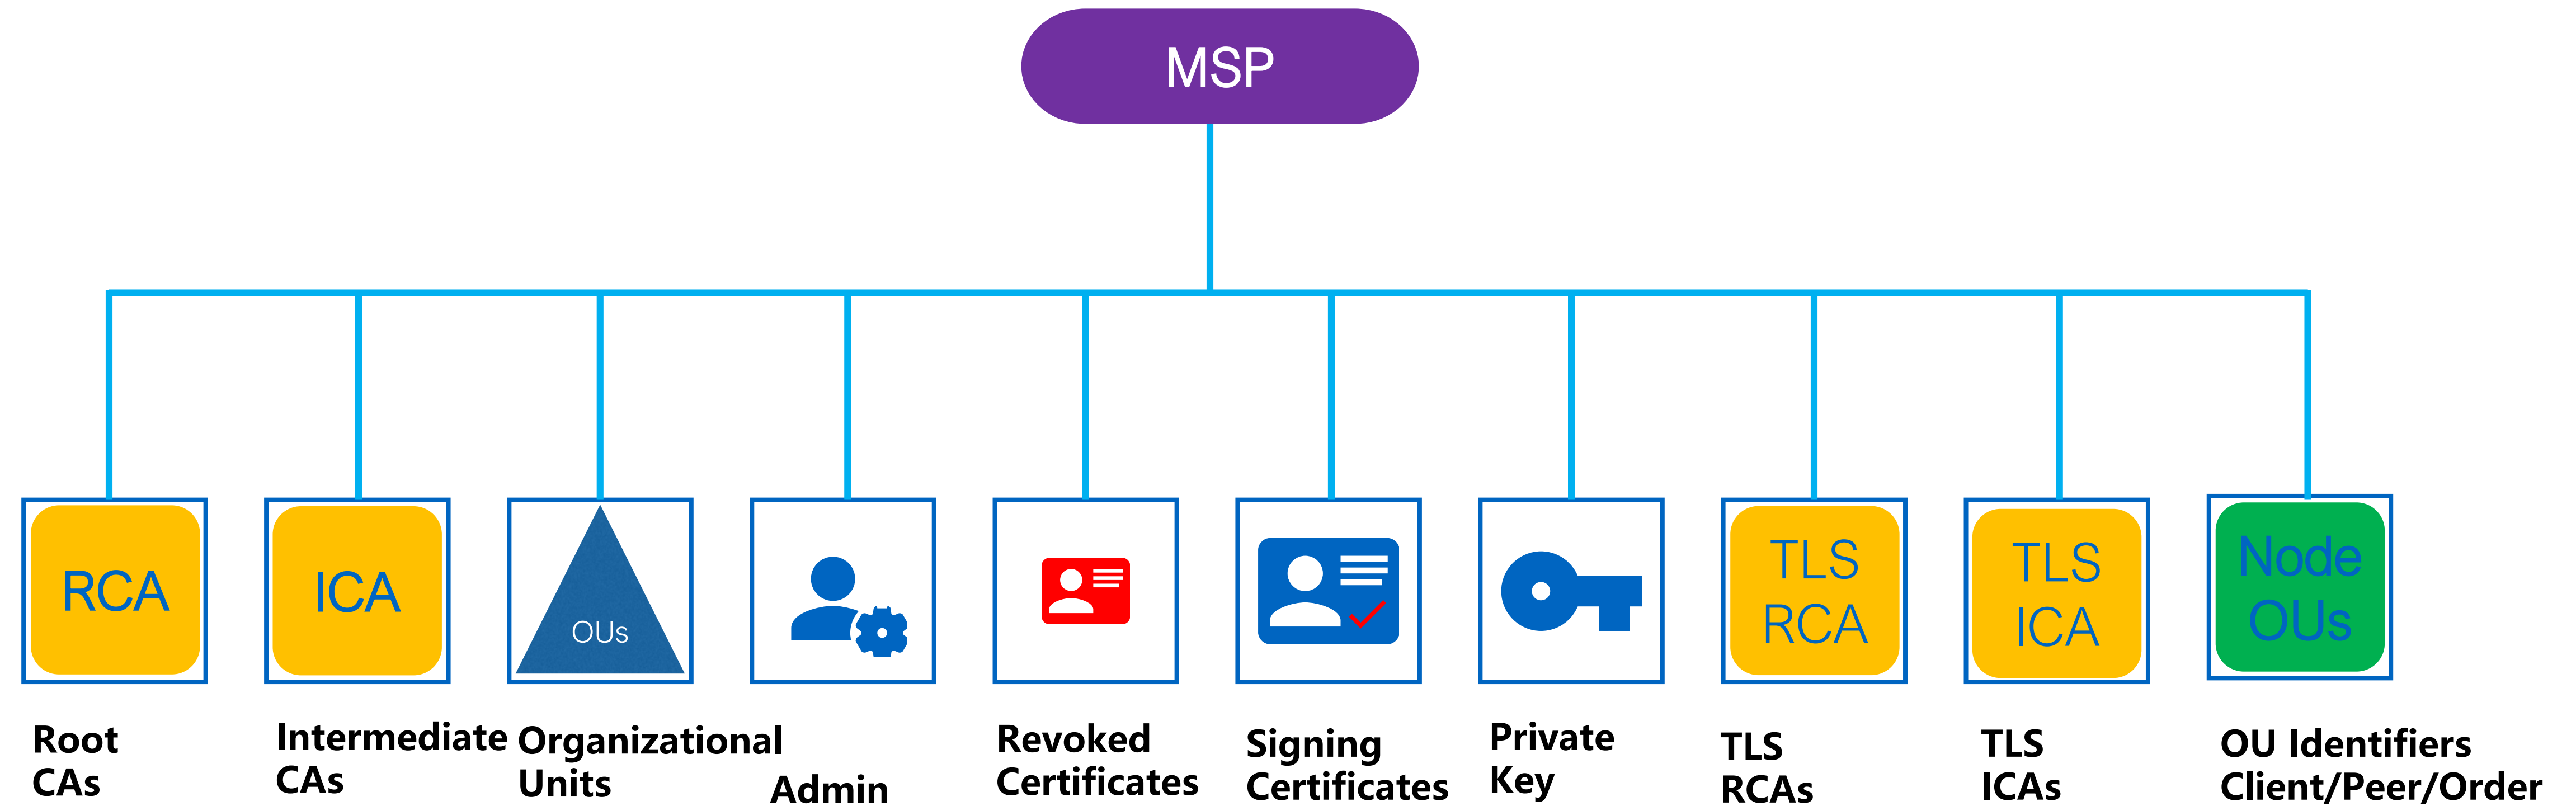 MSP
RCA
ICA
OUs
TLS
RCA
TLS
ICA
Node
OUs
Root
CAs
Intermediate
CAs
Organizational
Units
Admin
Revoked
Certificates
Signing
Certificates
Private
Key
TLS
RCAs
TLS
ICAs
OU Identifiers
Client/Peer/Order